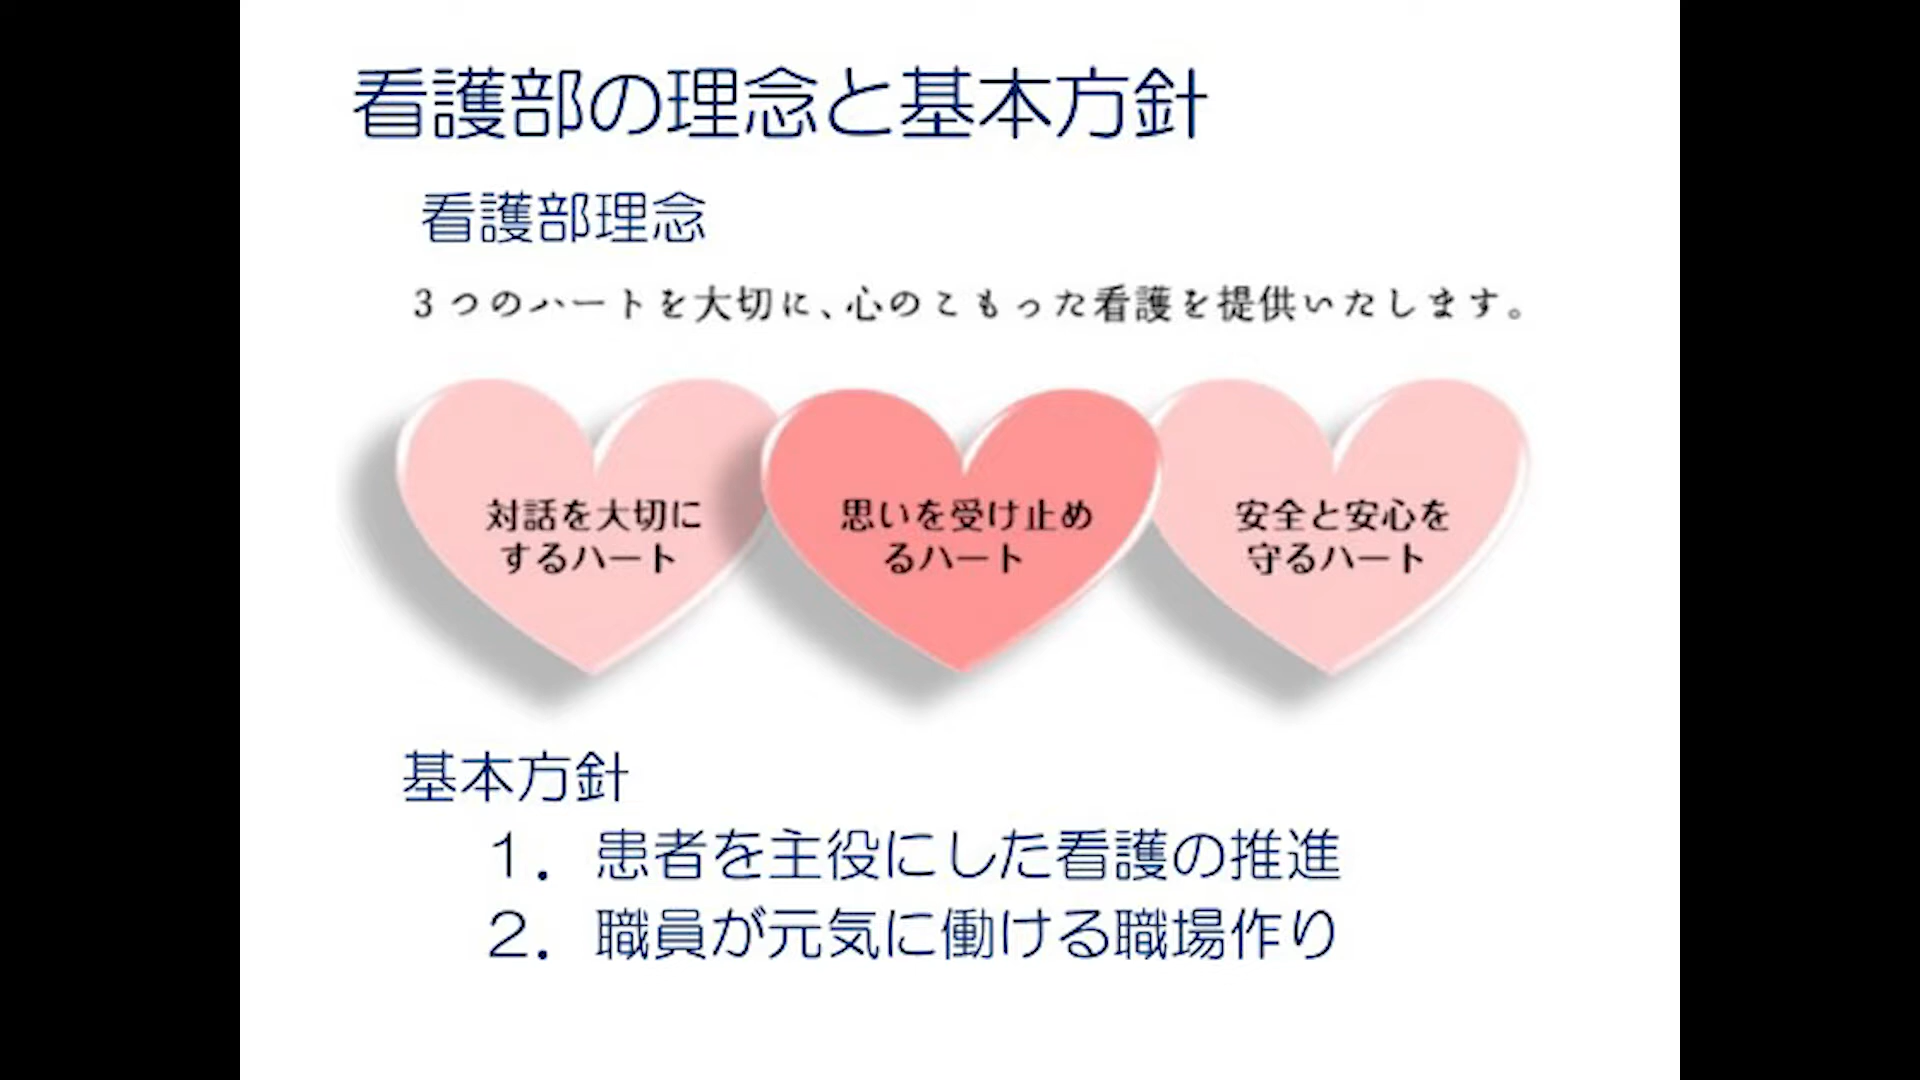 看護部の理念と基本方針
看護部理念
3つのハートを大切に、心のこもった看護を提供いたします。
対話を大切に
するハート
思いを受け止め
るハート
安全と安心を
守るハート
基本方針
１．患者を主役にした看護の推進
２．職員が元気に働ける職場作り